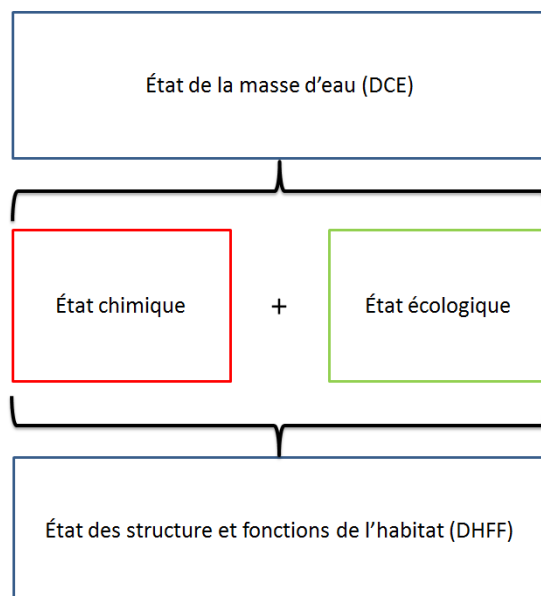 État de la masse d’eau (DCE)
État chimique + État écologique
État des structure et fonctions de l’habitat (DHFF)